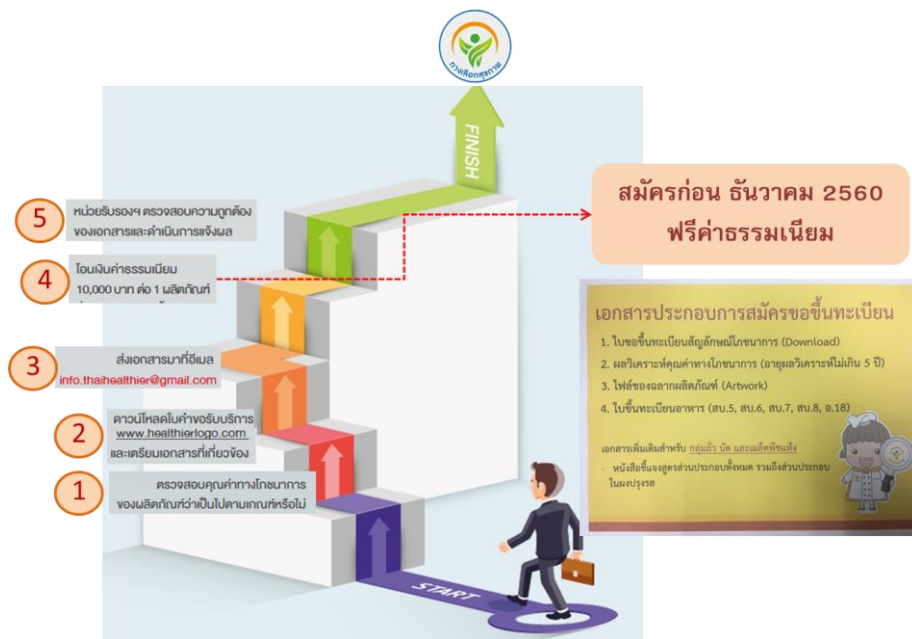 ทางเลือกสุขภาพ
FINISH
สมัครก่อน ธันวาคม 2560
ฟรีค่าธรรมเนียม
5
หน่วยรับรองฯ ตรวจสอบความถูกต้อง
ของเอกสารและดำเนินการแจ้งผล
4
โอนเงินค่าธรรมเนียม
10,000 บาท ต่อ 1 ผลิตภัณฑ์
3
ส่งเอกสารมาที่อีเมล
info.thaihealthier@gmail.com
2
ดาวน์โหลดใบคำขอรับบริการ
www.healthierlogo.com
และเตรียมเอกสารที่เกี่ยวข้อง
1
ตรวจสอบคุณค่าทางโภชนาการ
ของผลิตภัณฑ์ว่าเป็นไปตามเกณฑ์หรือไม่
START
เอกสารประกอบการสมัครขอขึ้นทะเบียน
1. ใบขอขึ้นทะเบียนสัญลักษณ์โภชนาการ (Download)
2. ผลวิเคราะห์คุณค่าทางโภชนาการ (อายุผลวิเคราะห์ไม่เกิน 5 ปี)
3. ไฟล์ของฉลากผลิตภัณฑ์ (Artwork)
4. ใบขึ้นทะเบียนอาหาร (สบ.5, สบ.6, สบ.7, สบ.8, อ.18)
เอกสารเพิ่มเติมสำหรับ กลุ่มถั่ว นัต และเมล็ดพืชแห้ง
- หนังสือชี้แจงสูตรส่วนประกอบทั้งหมด รวมถึงส่วนประกอบ
ในผงปรุงรส